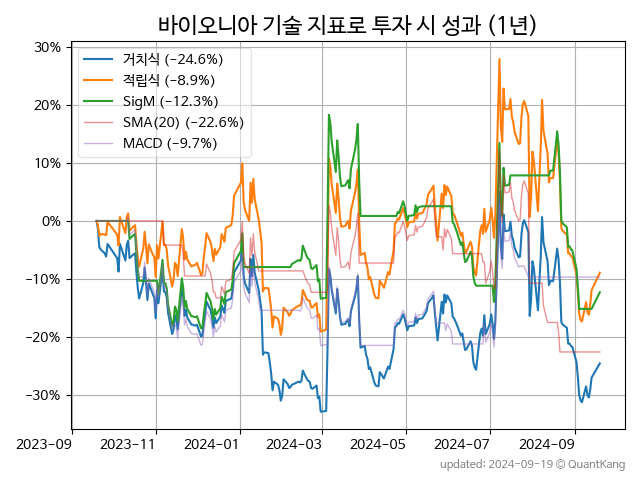 바이오니아 기술 지표로 투자 시 성과 (1년)
거치식 (−24.6%)
적립식 (−8.9%)
SigM (−12.3%)
SMA(20) (−22.6%)
MACD (−9.7%)
30%
20%
10%
0%
−10%
−20%
−30%
2023-09 2023-11 2024-01 2024-03 2024-05 2024-07 2024-09
updated: 2024-09-19 © QuantKang